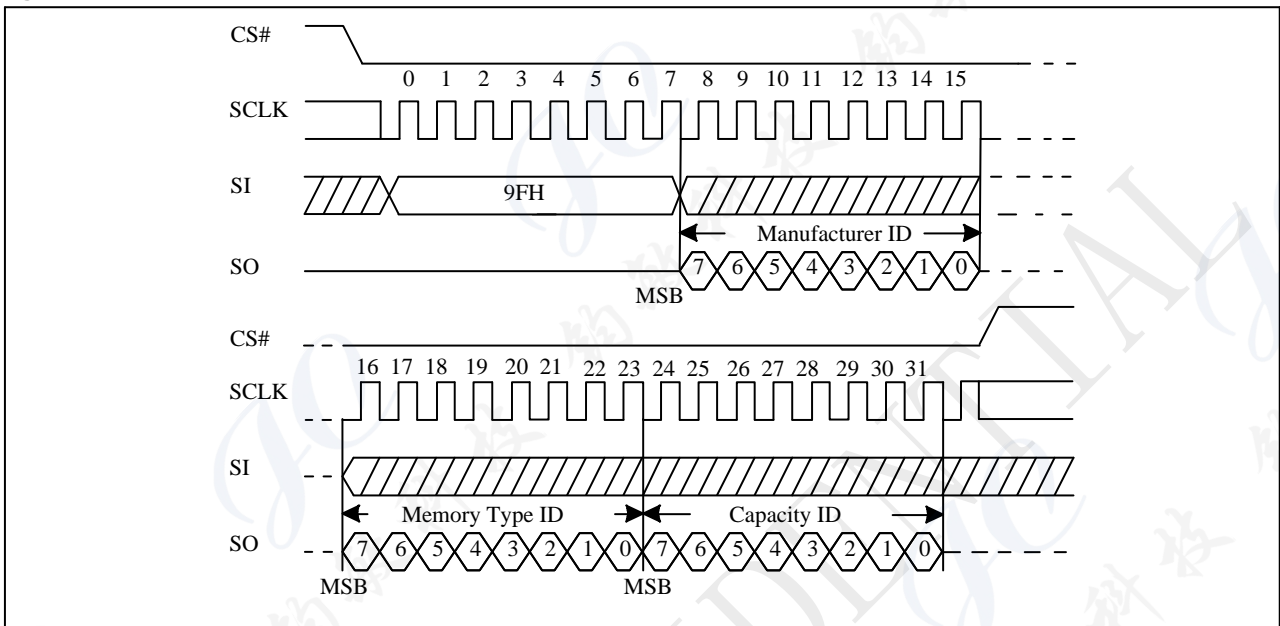 CS#
0 1 2 3 4 5 6 7 8 9 10 11 12 13 14 15
SCLK
SI
9FH
Manufacturer ID
SO
7 6 5 4 3 2 1 0
MSB
CS#
16 17 18 19 20 21 22 23 24 25 26 27 28 29 30 31
SCLK
SI
Memory Type ID Capacity ID
SO
7 6 5 4 3 2 1 0 7 6 5 4 3 2 1 0
MSB MSB